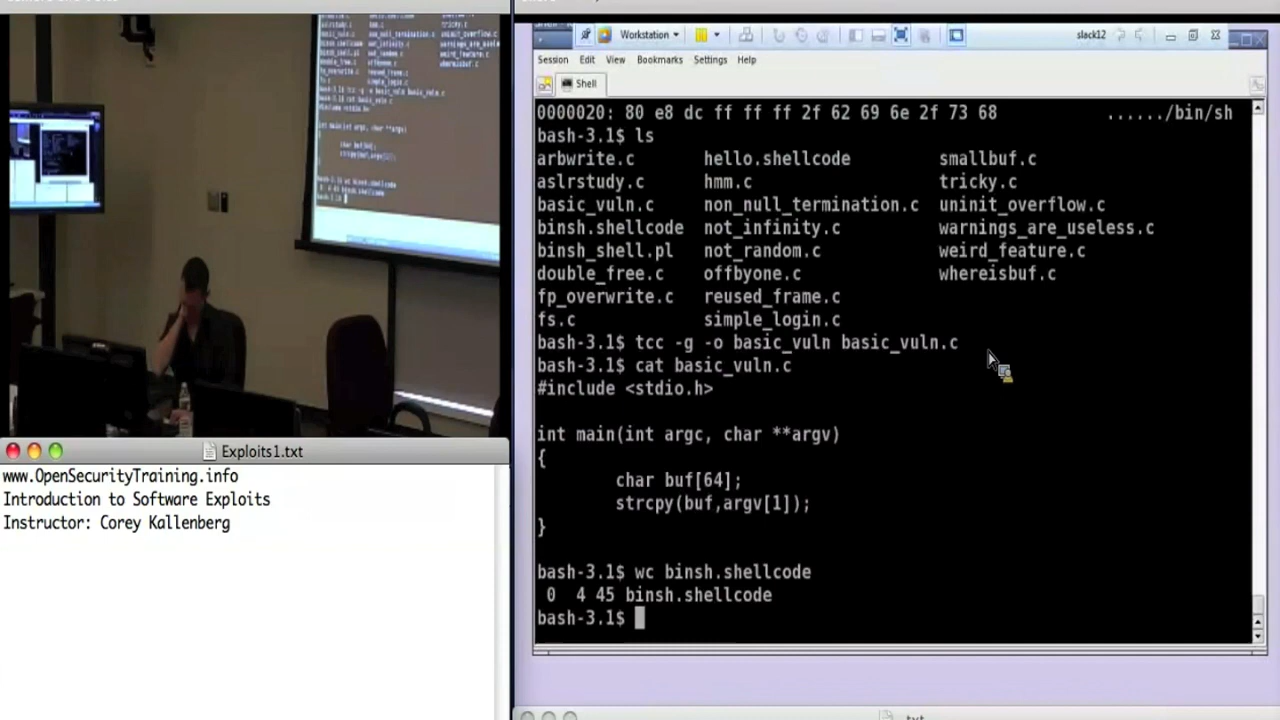 Workstation
slack12
Session Edit View Bookmarks Settings Help
Shell
0000020: 80 e8 dc ff ff ff 2f 62 69 6e 2f 73 68 ....../bin/sh
bash-3.1$ ls
arbwrite.c hello.shellcode smallbuf.c
aslrstudy.c hmm.c tricky.c
basic_vuln.c non_null_termination.c uninit_overflow.c
binsh.shellcode not_infinity.c warnings_are_useless.c
binsh_shell.pl not_random.c weird_feature.c
double_free.c offbyone.c whereisbuf.c
fp_overwrite.c reused_frame.c
fs.c simple_login.c
bash-3.1$ tcc -g -o basic_vuln basic_vuln.c
bash-3.1$ cat basic_vuln.c
#include <stdio.h>
int main(int argc, char **argv)
{
char buf[64];
strcpy(buf,argv[1]);
}
bash-3.1$ wc binsh.shellcode
0 4 45 binsh.shellcode
bash-3.1$
Exploits1.txt
www.OpenSecurityTraining.info
Introduction to Software Exploits
Instructor: Corey Kallenberg